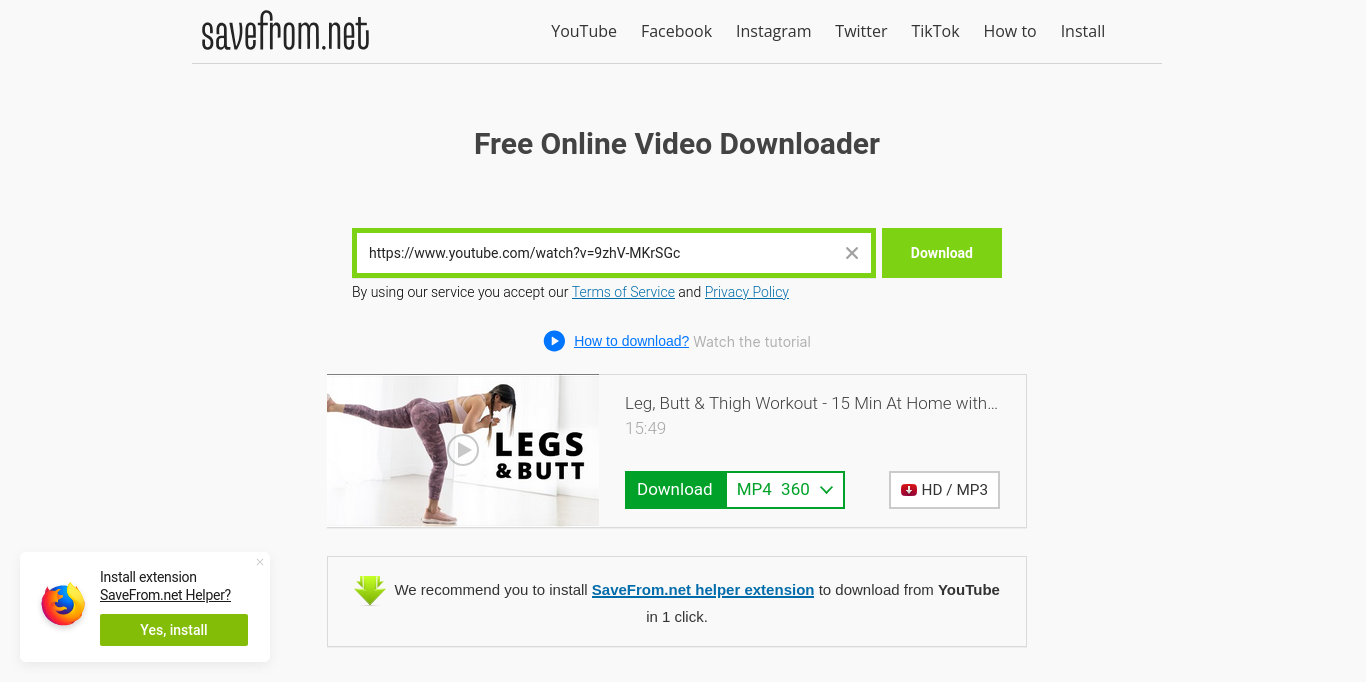 savefrom.net
YouTube Facebook Instagram Twitter TikTok How to Install
Free Online Video Downloader
https://www.youtube.com/watch?v=9zhV-MKrSGc
Download
By using our service you accept our Terms of Service and Privacy Policy
How to download? Watch the tutorial
LEGS
& BUTT
Leg, Butt & Thigh Workout - 15 Min At Home with...
15:49
Download MP4 360
HD / MP3
We recommend you to install SaveFrom.net helper extension to download from YouTube
in 1 click.
Install extension
SaveFrom.net Helper?
Yes, install